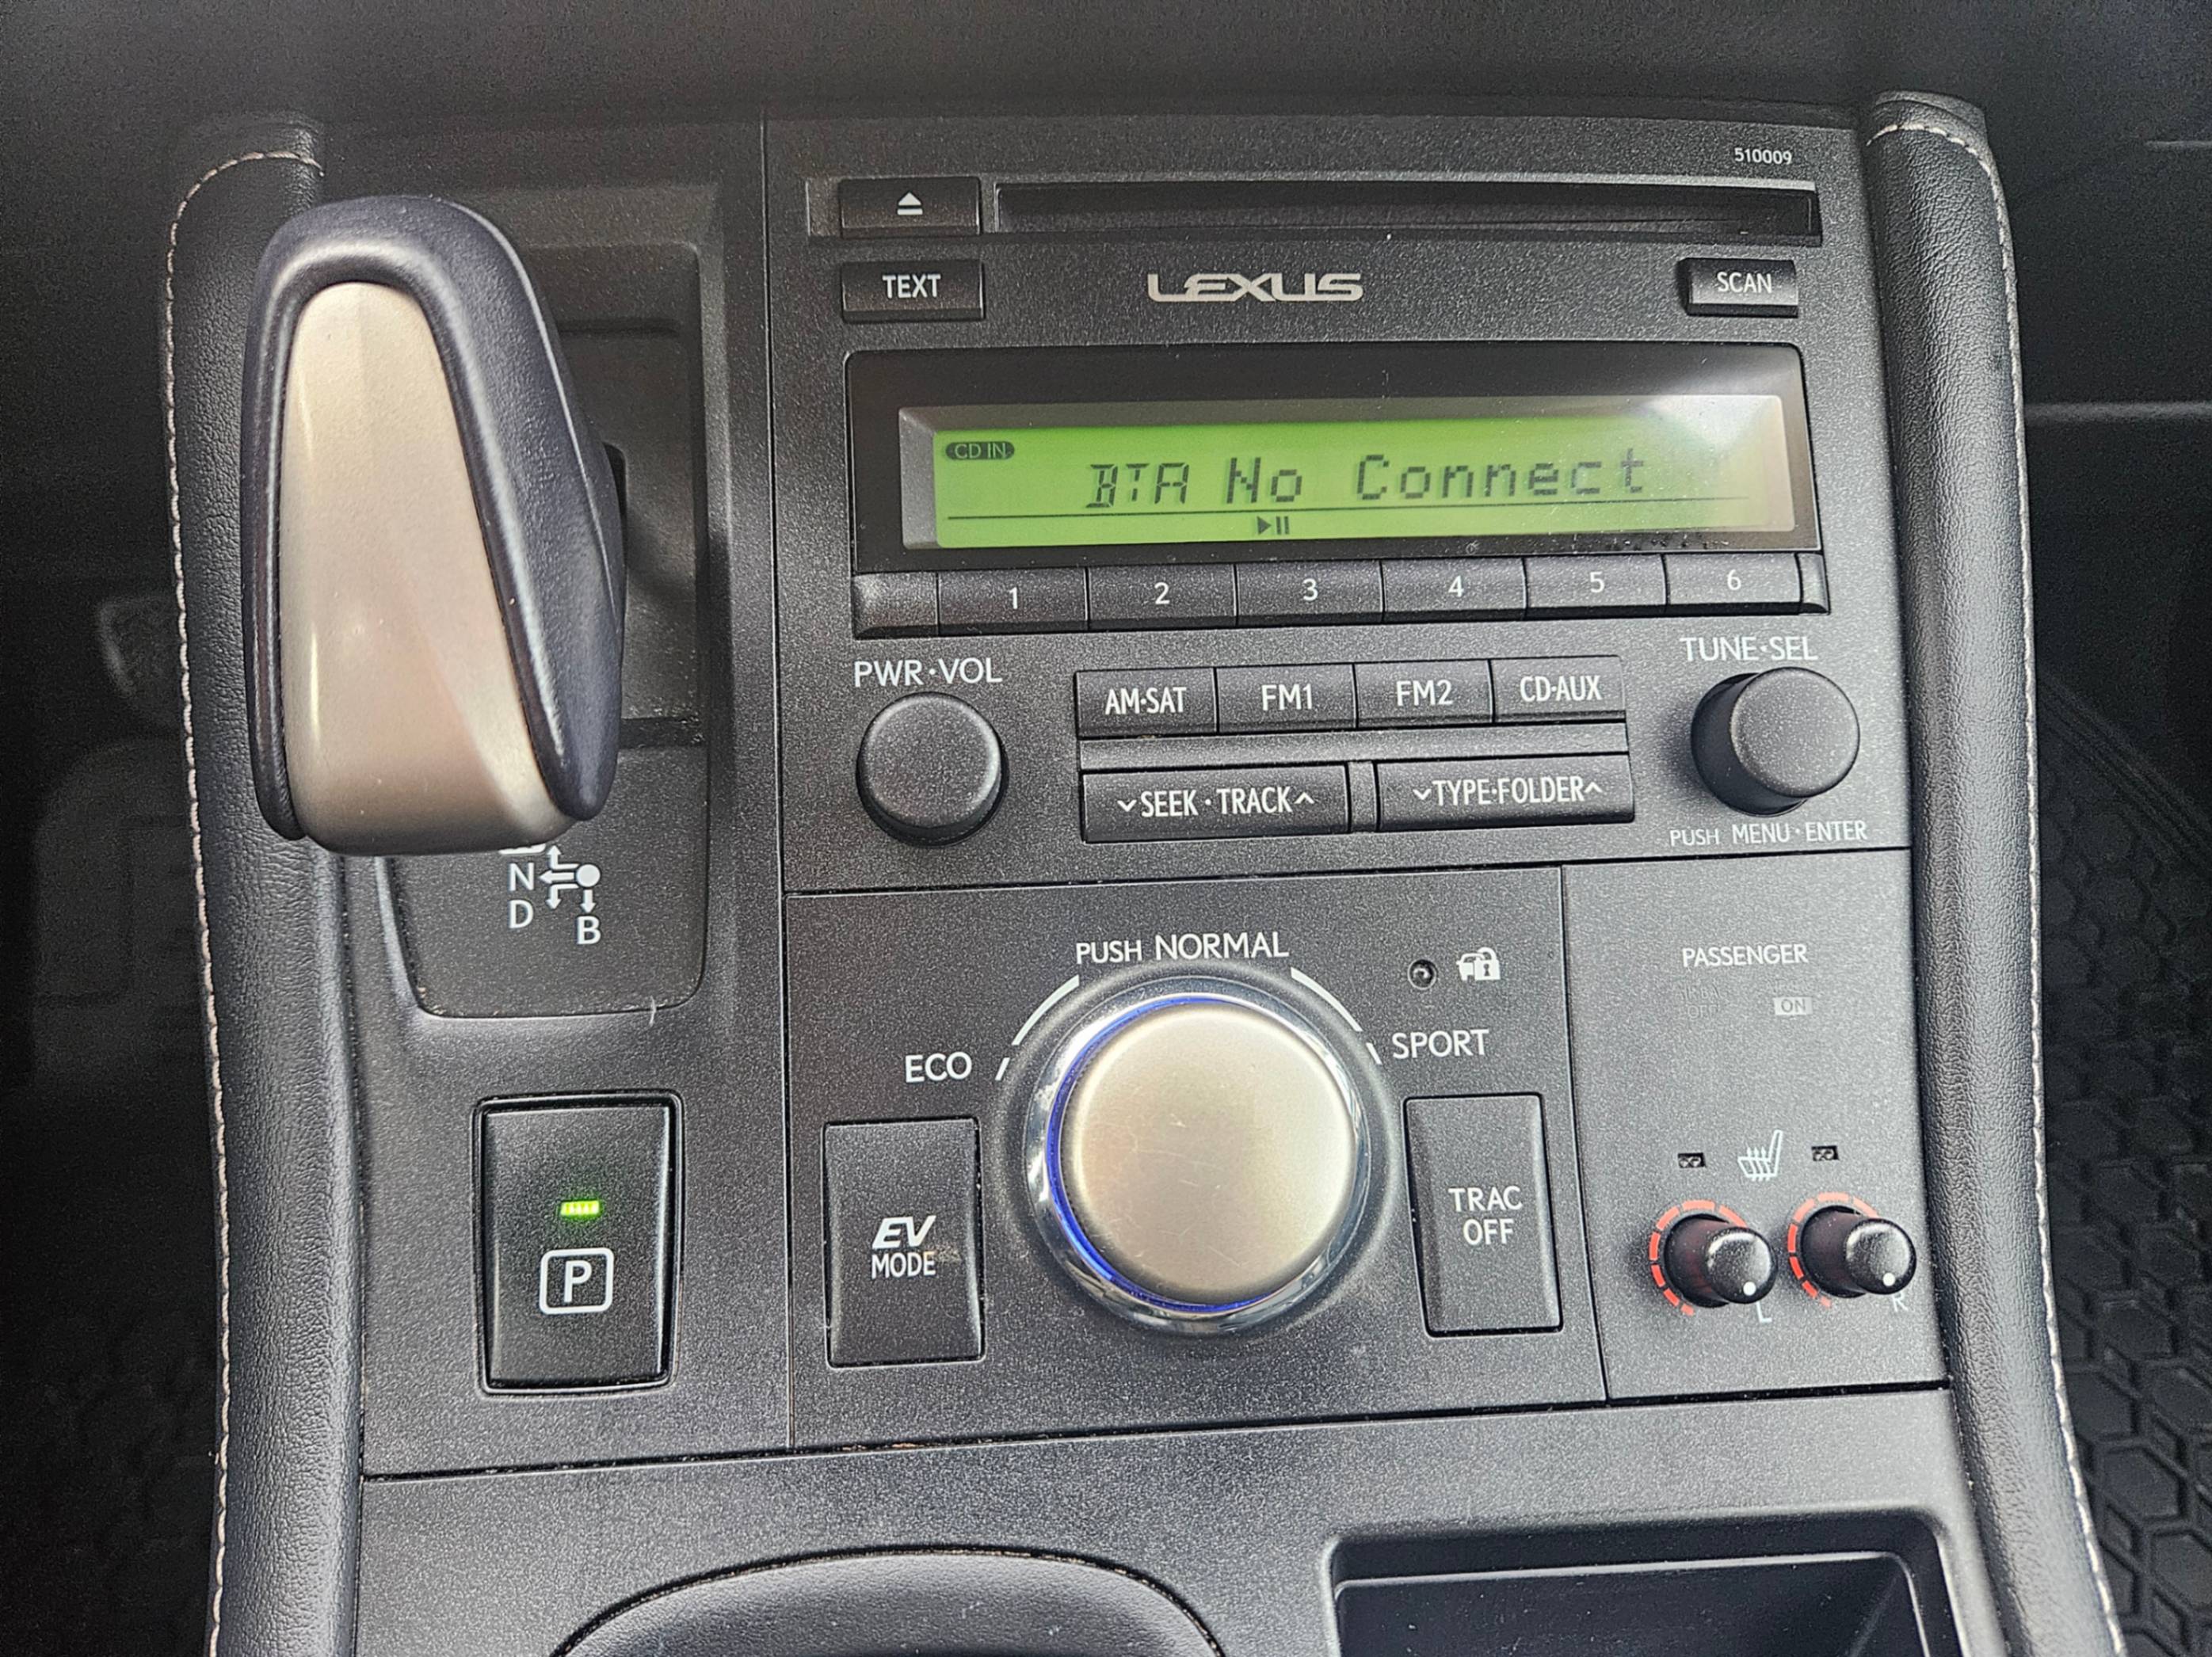 510009
TEXT
LEXUS
SCAN
CD IN
BTA No Connect
1 2 3 4 5 6
PWR·VOL
TUNE·SEL
AM·SAT FM1 FM2 CD·AUX
SEEK·TRACK
TYPE·FOLDER
PUSH MENU·ENTER
N
D
B
PUSH NORMAL
ECO
SPORT
PASSENGER
OFF
ON
P
EV
MODE
TRAC
OFF
L
R